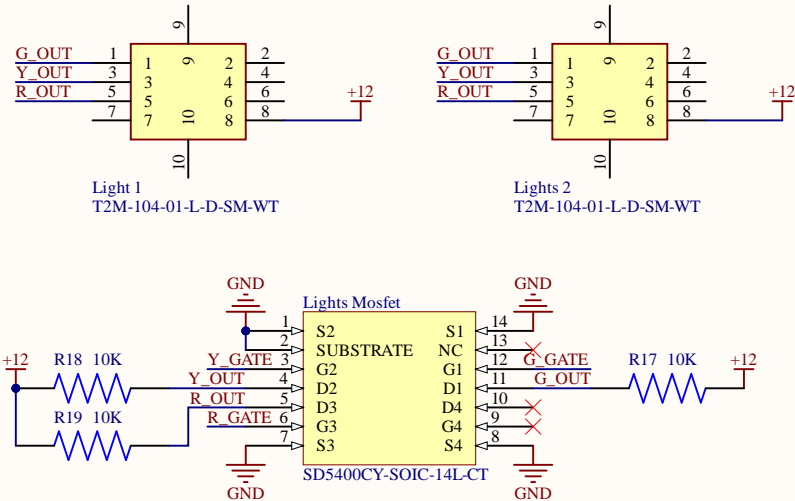 9
9
G_OUT 1 1 9 2 2
G_OUT 1 1 9 2 2
Y_OUT 3 3 4 4
Y_OUT 3 3 4 4
R_OUT 5 5 6 6 +12
R_OUT 5 5 6 6 +12
7 7 10 8 8
7 7 10 8 8
10
10
Light 1
T2M-104-01-L-D-SM-WT
Lights 2
T2M-104-01-L-D-SM-WT
GND
GND
Lights Mosfet
1 S2 S1 14
2 SUBSTRATE NC 13
Y_GATE 3 G2 G1 12 G_GATE
+12 R18 10K Y_OUT 4 D2 D1 11 G_OUT R17 10K +12
R_OUT 5 D3 D4 10
R19 10K R_GATE 6 G3 G4 9
7 S3 S4 8
SD5400CY-SOIC-14L-CT
GND
GND